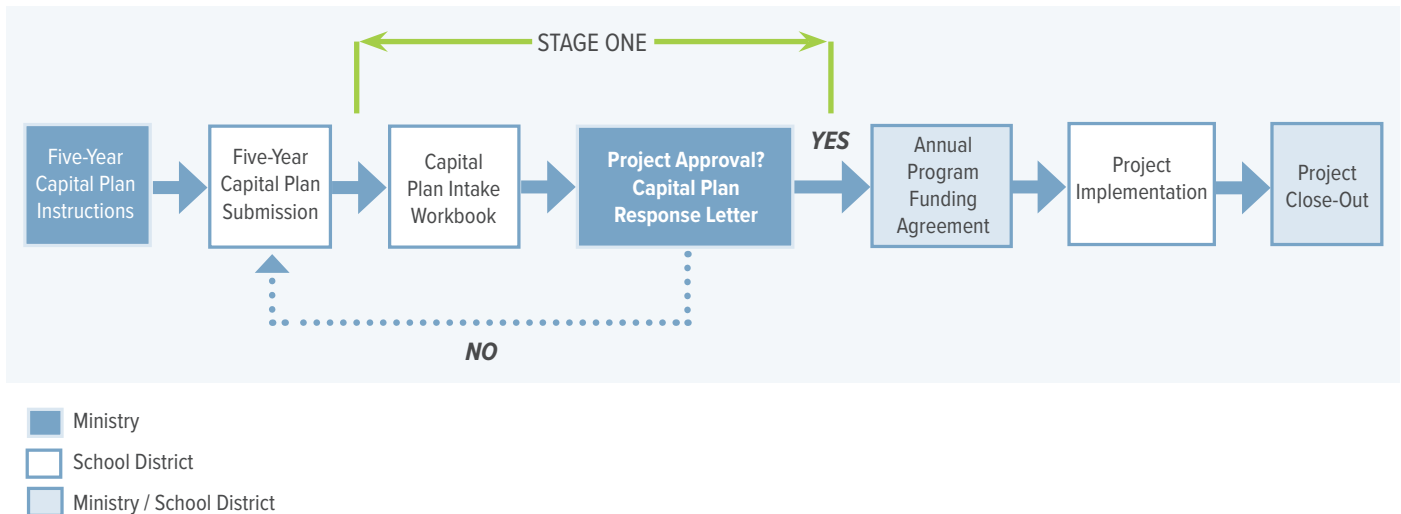 STAGE ONE
Five-Year
Capital Plan
Instructions
Five-Year
Capital Plan
Submission
Capital
Plan Intake
Workbook
Project Approval?
Capital Plan
Response Letter
YES
Annual
Program
Funding
Agreement
Project
Implementation
Project
Close-Out
NO
Ministry
School District
Ministry / School District